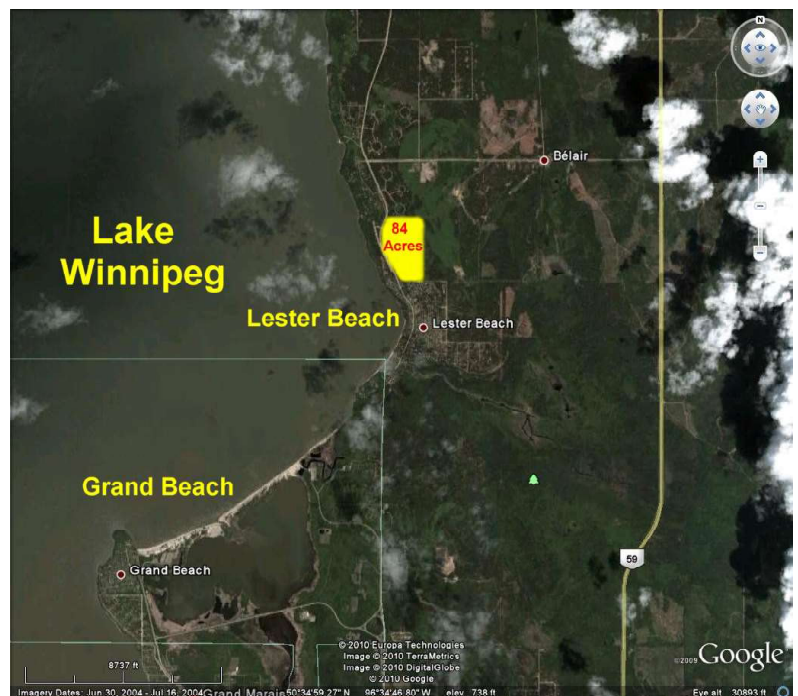 N
Bélair
84
Acres
Lake
Winnipeg
Lester Beach
Lester Beach
Grand Beach
59
Grand Beach
8737 ft
© 2010 Europa Technologies
Image © 2010 TerraMetrics
Image © 2010 DigitalGlobe
© 2010 Google
©2009 Google
Imagery Dates: Jun 30, 2004 - Jul 16, 2004 Grand Marais 50°34'59.27" N 96°34'46.80" W elev 738 ft Eye alt 30893 ft